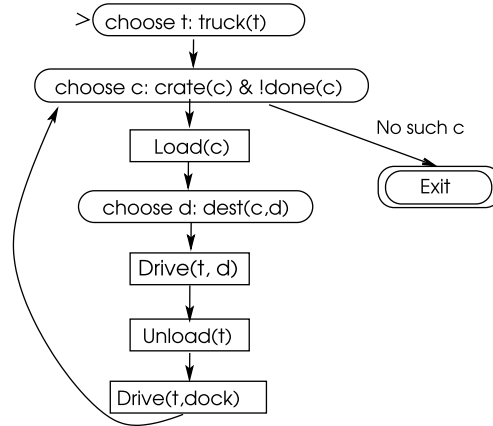 > choose t: truck(t)
choose c: crate(c) & !done(c)
No such c
Load(c)
Exit
choose d: dest(c,d)
Drive(t, d)
Unload(t)
Drive(t,dock)